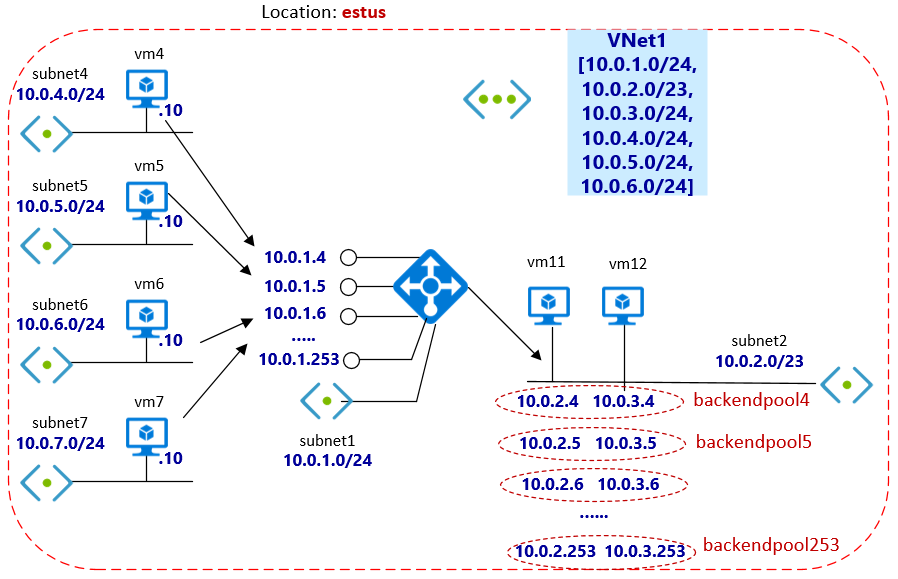 Location: estus
VNet1
[10.0.1.0/24,
10.0.2.0/23,
10.0.3.0/24,
10.0.4.0/24,
10.0.5.0/24,
10.0.6.0/24]
vm4
subnet4
10.0.4.0/24
.10
vm5
subnet5
10.0.5.0/24
.10
vm6
subnet6
10.0.6.0/24
.10
vm7
subnet7
10.0.7.0/24
.10
10.0.1.4
10.0.1.5
10.0.1.6
.....
10.0.1.253
subnet1
10.0.1.0/24
vm11
vm12
subnet2
10.0.2.0/23
10.0.2.4 10.0.3.4 backendpool4
10.0.2.5 10.0.3.5 backendpool5
10.0.2.6 10.0.3.6
......
10.0.2.253 10.0.3.253 backendpool253